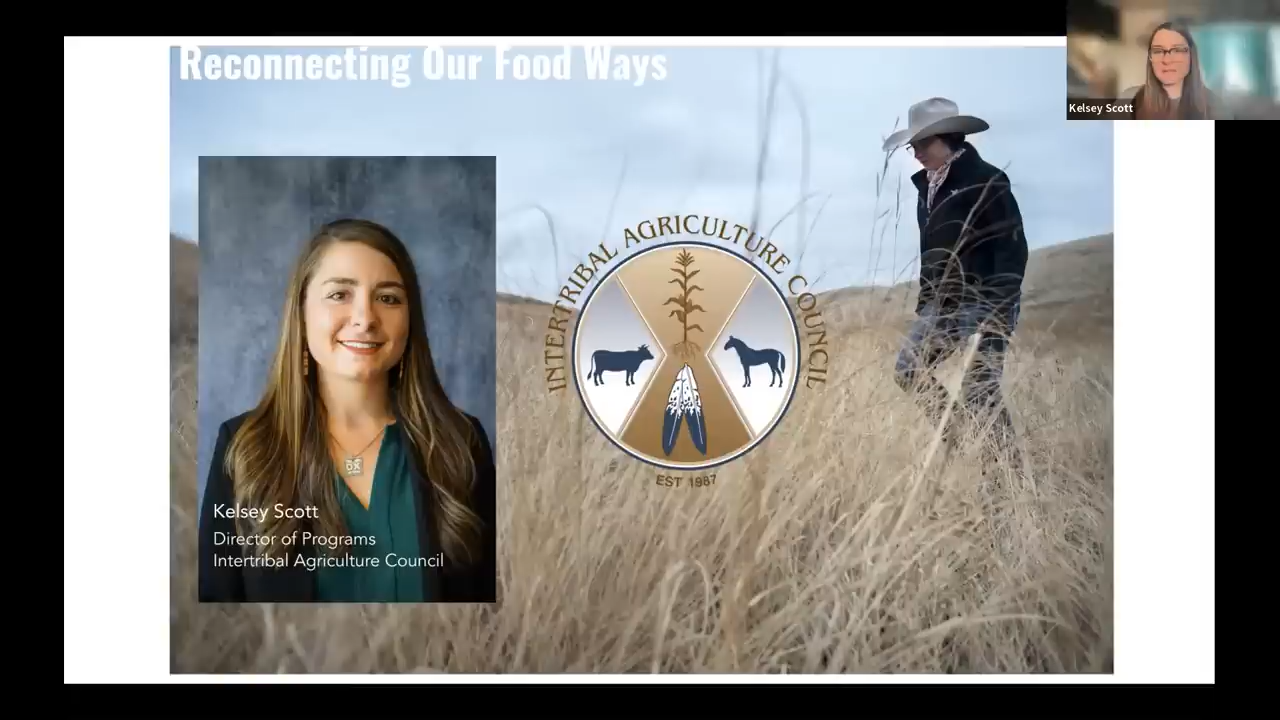 Reconnecting Our Food Ways
Kelsey Scott
INTERTRIBAL AGRICULTURE COUNCIL
EST 1987
Kelsey Scott
Director of Programs
Intertribal Agriculture Council